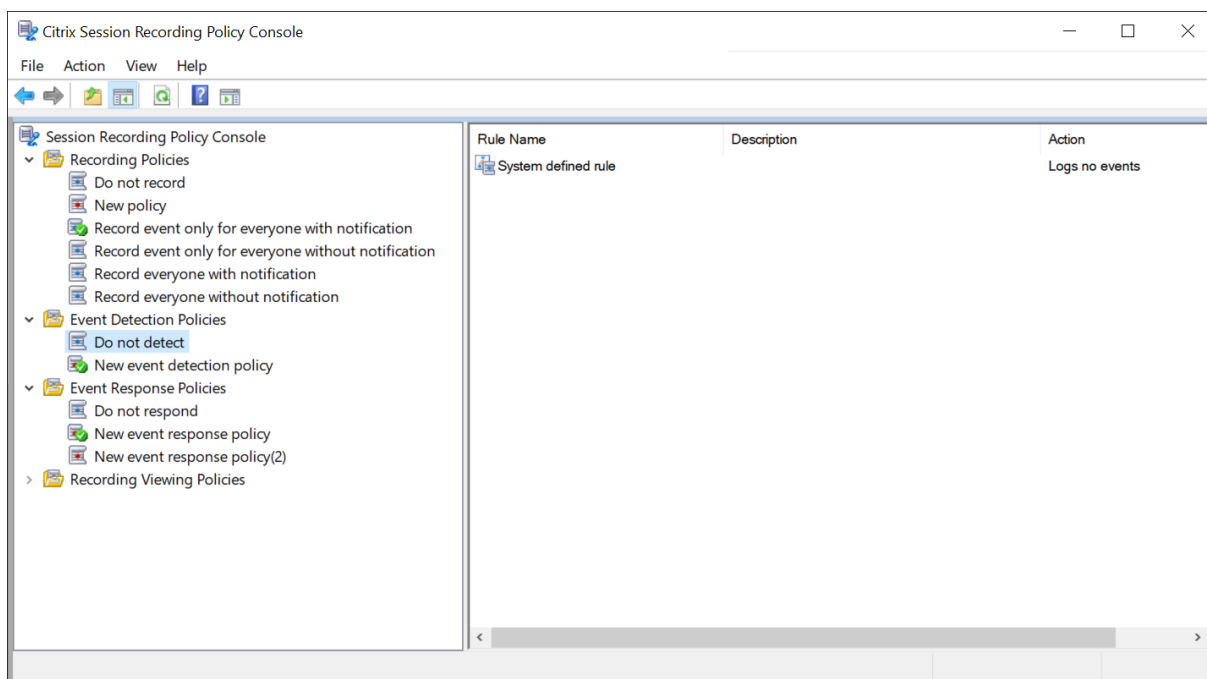 Citrix Session Recording Policy Console
File Action View Help
Session Recording Policy Console
Recording Policies
Do not record
New policy
Record event only for everyone with notification
Record event only for everyone without notification
Record everyone with notification
Record everyone without notification
Event Detection Policies
Do not detect
New event detection policy
Event Response Policies
Do not respond
New event response policy
New event response policy(2)
Recording Viewing Policies
Rule Name Description Action
System defined rule Logs no events